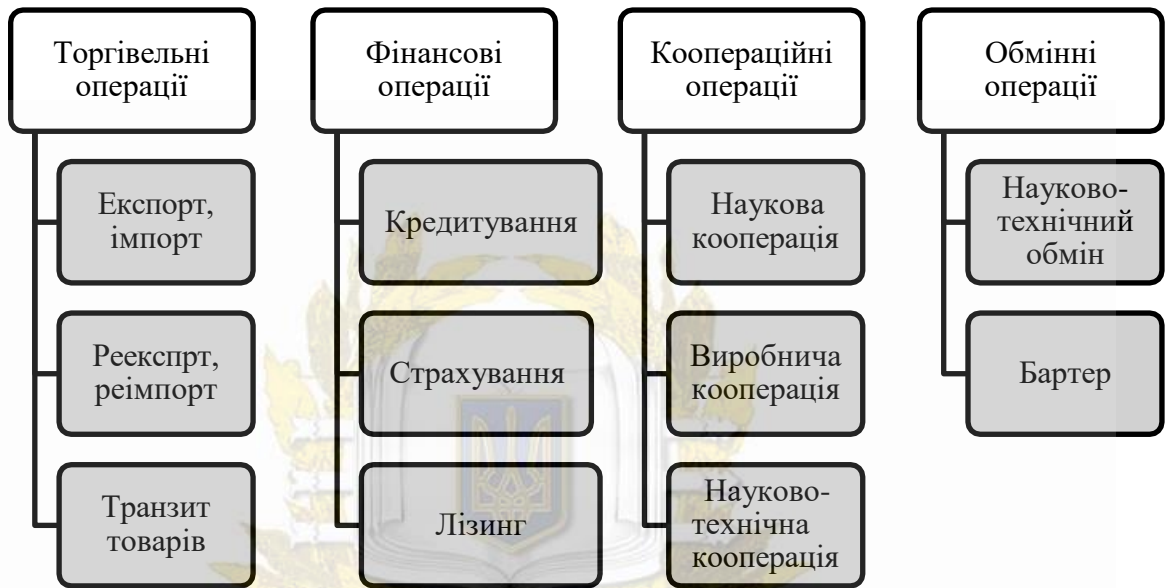 Торгівельні
операції
Експорт,
імпорт
Реекспрт,
реімпорт
Транзит
товарів
Фінансові
операції
Кредитування
Страхування
Лізинг
Коопераційні
операції
Наукова
кооперація
Виробнича
кооперація
Науково-
технічна
кооперація
Обмінні
операції
Науково-
технічний
обмін
Бартер